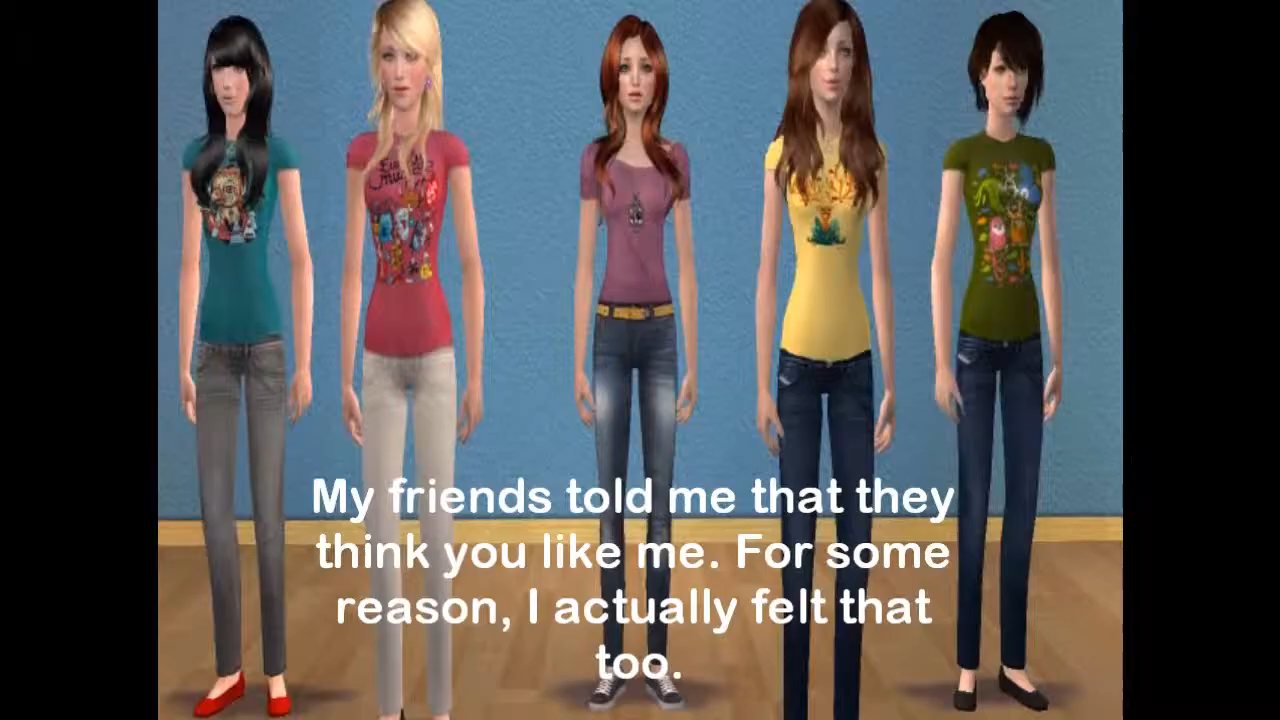 My friends told me that they
think you like me. For some
reason, I actually felt that
too.